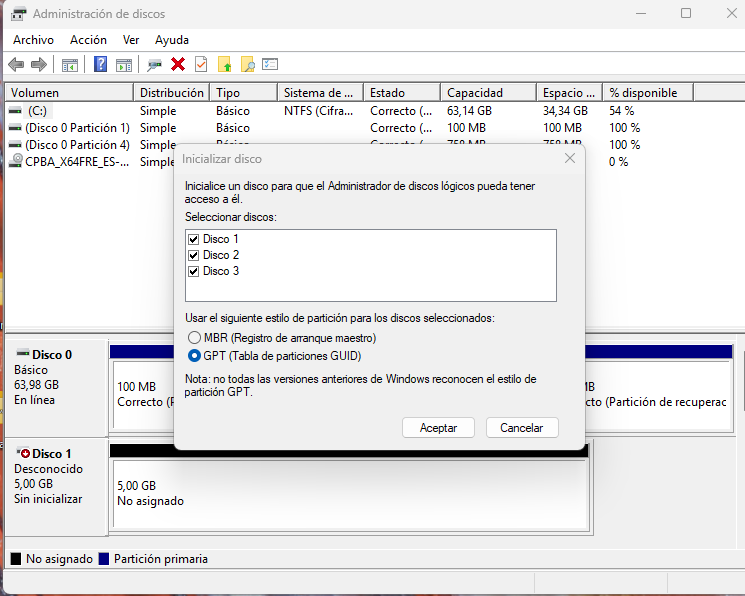 Administración de discos
Archivo Acción Ver Ayuda
Volumen Distribución Tipo Sistema de ... Estado Capacidad Espacio ... % disponible
(C:) Simple Básico NTFS (Cifra... Correcto (... 63,14 GB 34,34 GB 54 %
(Disco 0 Partición 1) Simple Básico Correcto (... 100 MB 100 MB 100 %
(Disco 0 Partición 4) Simple Básico Correcto (... 758 MB 758 MB 100 %
CPBA_X64FRE_ES-... Simple 0 %
Inicializar disco
Inicialice un disco para que el Administrador de discos lógicos pueda tener
acceso a él.
Seleccionar discos:
Disco 1
Disco 2
Disco 3
Usar el siguiente estilo de partición para los discos seleccionados:
MBR (Registro de arranque maestro)
GPT (Tabla de particiones GUID)
Nota: no todas las versiones anteriores de Windows reconocen el estilo de
partición GPT.
Aceptar Cancelar
Disco 0
Básico
63,98 GB
En línea
100 MB
Correcto (P
MB
cto (Partición de recuperac
Disco 1
Desconocido
5,00 GB
Sin inicializar
5,00 GB
No asignado
No asignado Partición primaria